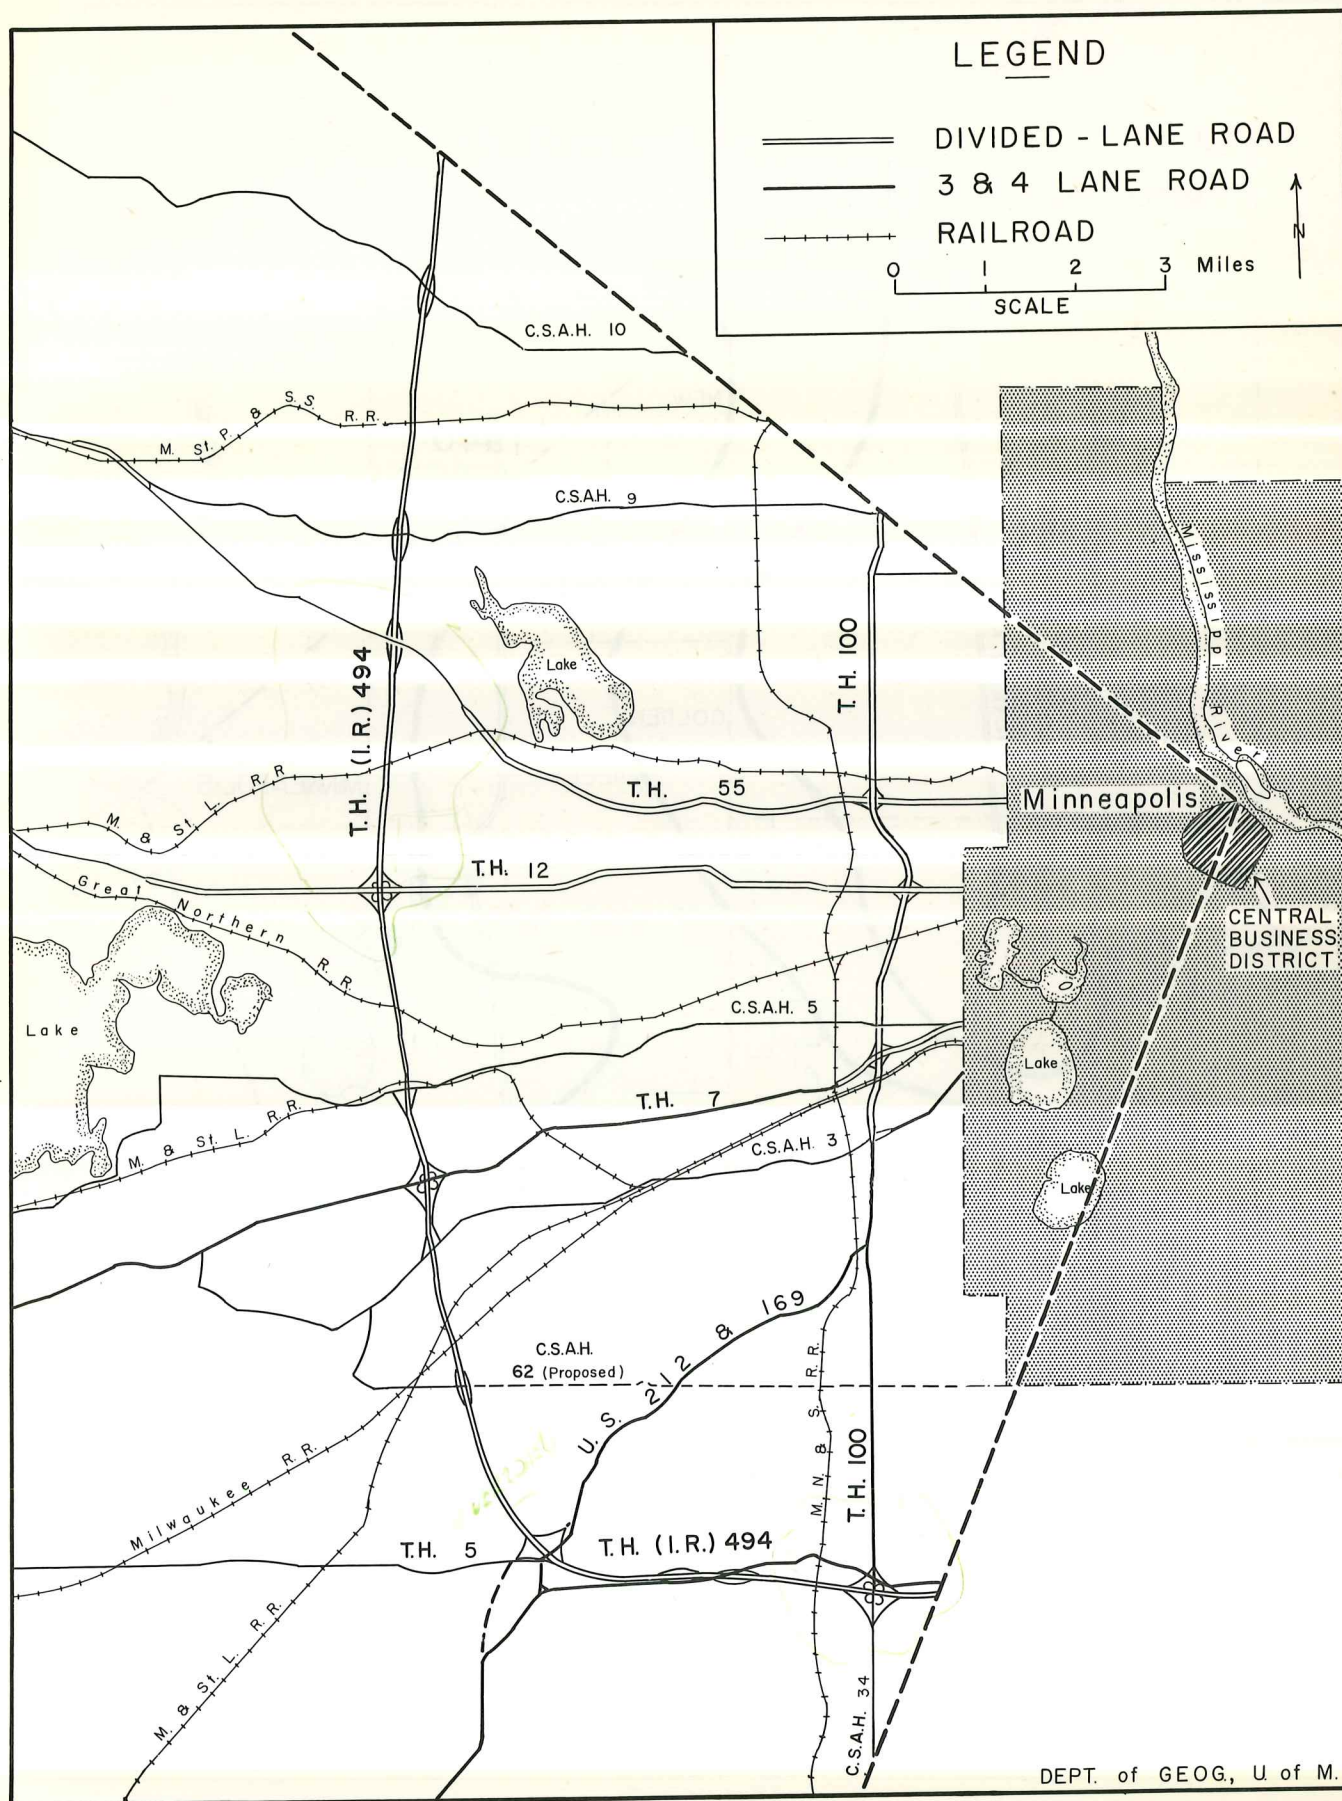 LEGEND
DIVIDED - LANE ROAD
3 & 4 LANE ROAD
RAILROAD
N
0 1 2 3 Miles
SCALE
C.S.A.H. 10
M. St. P. & S. S. R. R.
C.S.A.H. 9
Mississippi River
Lake
T.H. 100
T.H. (I.R.) 494
M. & St. L. R. R
T.H. 55
Minneapolis
T.H. 12
Great Northern R. R.
CENTRAL
BUSINESS
DISTRICT
Lake
C.S.A.H. 5
Lake
T.H. 7
M. & St. L. R. R.
C.S.A.H. 3
Lake
U. S. 212 & 169
C.S.A.H.
62 (Proposed)
M. N. & S. R. R.
T.H. 100
Milwaukee R. R.
T.H. 5
T.H. (I.R.) 494
M. & St. L. R. R.
C.S.A.H. 34
DEPT. of GEOG., U. of M.